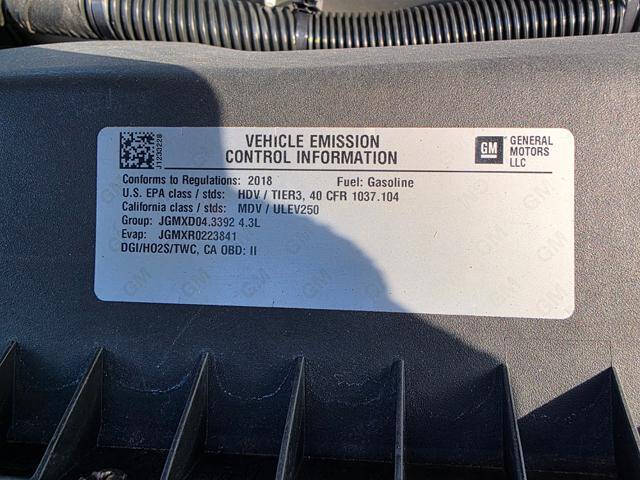 J1233228
VEHICLE EMISSION
CONTROL INFORMATION
GM
GENERAL
MOTORS
LLC
Conforms to Regulations: 2018 Fuel: Gasoline
U.S. EPA class / stds: HDV / TIER3, 40 CFR 1037.104
California class / stds: MDV / ULEV250
Group: JGMXD04.3392 4.3L
Evap: JGMXR0223841
DGI/HO2S/TWC, CA OBD: II